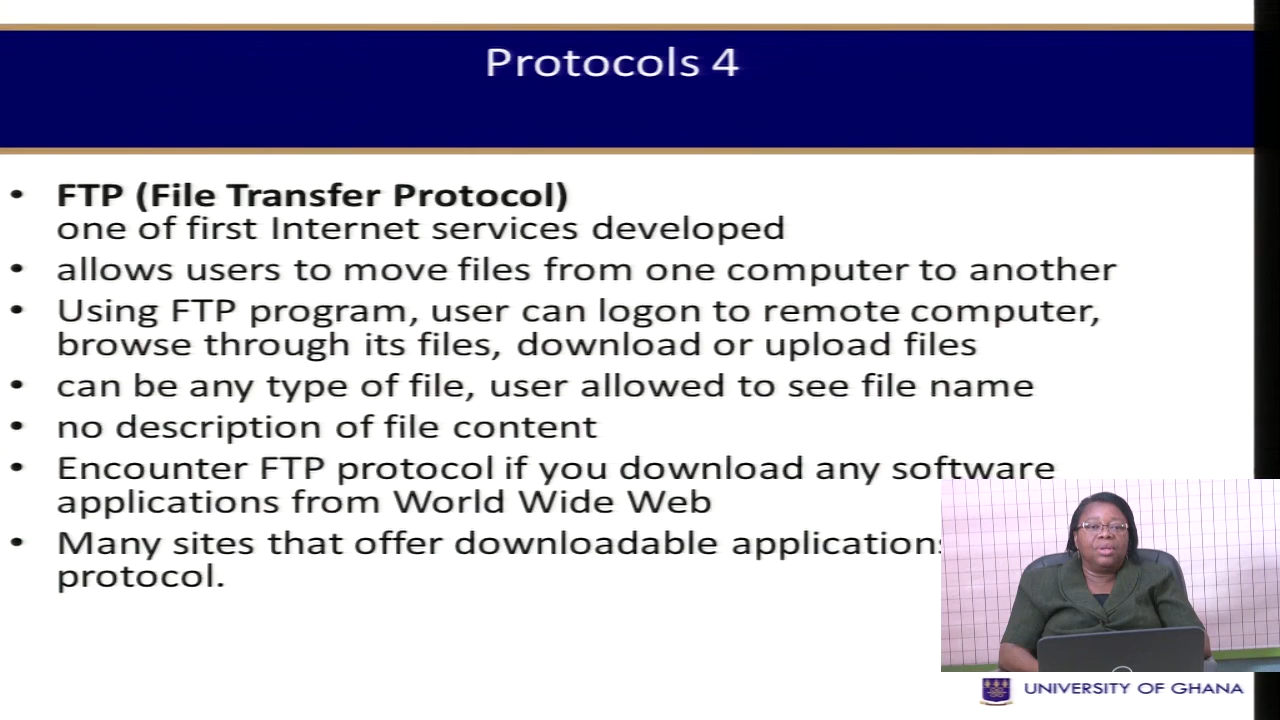 Protocols 4
• FTP (File Transfer Protocol)
one of first Internet services developed
• allows users to move files from one computer to another
• Using FTP program, user can logon to remote computer,
browse through its files, download or upload files
• can be any type of file, user allowed to see file name
• no description of file content
• Encounter FTP protocol if you download any software
applications from World Wide Web
• Many sites that offer downloadable applications
protocol.
UNIVERSITY OF GHANA